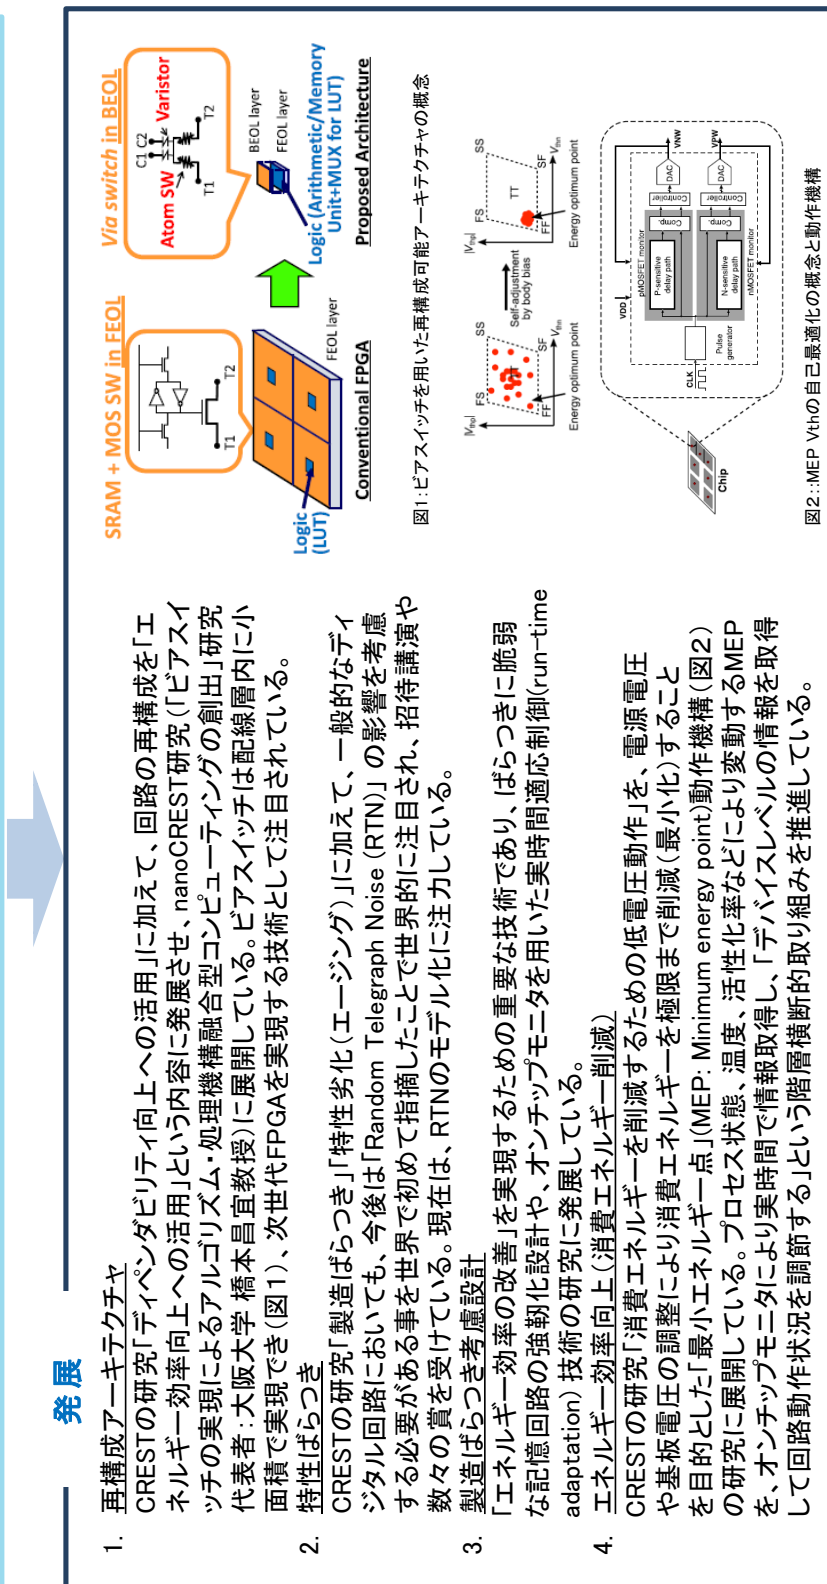 発展
1. 再構成アーキテクチャ
CRESTの研究「ディペンダビリティ向上への活用」に加えて、回路の再構成を「エ
ネルギー効率向上への活用」という内容に発展させ、nanoCREST研究(「ビアスイ
ッチの実現によるアルゴリズム・処理機構融合型コンピューティングの創出」研究
代表者:大阪大学 橋本昌宜教授)に展開している。ビアスイッチは配線層内に小
面積で実現でき(図1)、次世代FPGAを実現する技術として注目されている。
2. 特性ばらつき
CRESTの研究「製造ばらつき」「特性劣化(エージング)」に加えて、一般的なディ
ジタル回路においても、今後は「Random Telegraph Noise (RTN)」の影響を考慮
する必要がある事を世界で初めて指摘したことで世界的に注目され、招待講演や
数々の賞を受けている。現在は、RTNのモデル化に注力している。
3. 製造ばらつき考慮設計
「エネルギー効率の改善」を実現するための重要な技術であり、ばらつきに脆弱
な記憶回路の強靭化設計や、オンチップモニタを用いた実時間適応制御(run-time
adaptation) 技術の研究に発展している。
4. エネルギー効率向上(消費エネルギー削減)
CRESTの研究「消費エネルギーを削減するための低電圧動作」を、電源電圧
や基板電圧の調整により消費エネルギーを極限まで削減(最小化)すること
を目的とした「最小エネルギー点」(MEP: Minimum energy point)動作機構(図2)
の研究に展開している。プロセス状態、温度、活性化率などにより変動するMEP
を、オンチップモニタにより実時間で情報取得し、「デバイスレベルの情報を取得
して回路動作状況を調節する」という階層横断的取り組みを推進している。
SRAM + MOS SW in FEOL
T1
T2
Logic
(LUT)
FEOL layer
Conventional FPGA
Via switch in BEOL
C1 C2
Atom SW
Varistor
T1
T2
BEOL layer
FEOL layer
Logic (Arithmetic/Memory
Unit+MUX for LUT)
Proposed Architecture
図1:ビアスイッチを用いた再構成可能アーキテクチャの概念
|Vthp|
FS
SS
TT
FF
SF
Vthn
Energy optimum point
Self-adjustment
by body bias
|Vthp|
FS
SS
TT
FF
SF
Vthn
Energy optimum point
Chip
CLK
Pulse
generator
VDD
pMOSFET monitor
P-sensitive
delay path
Comp.
Controller
DAC
VNW
N-sensitive
delay path
Comp.
Controller
DAC
VPW
nMOSFET monitor
図2::MEP Vthの自己最適化の概念と動作機構